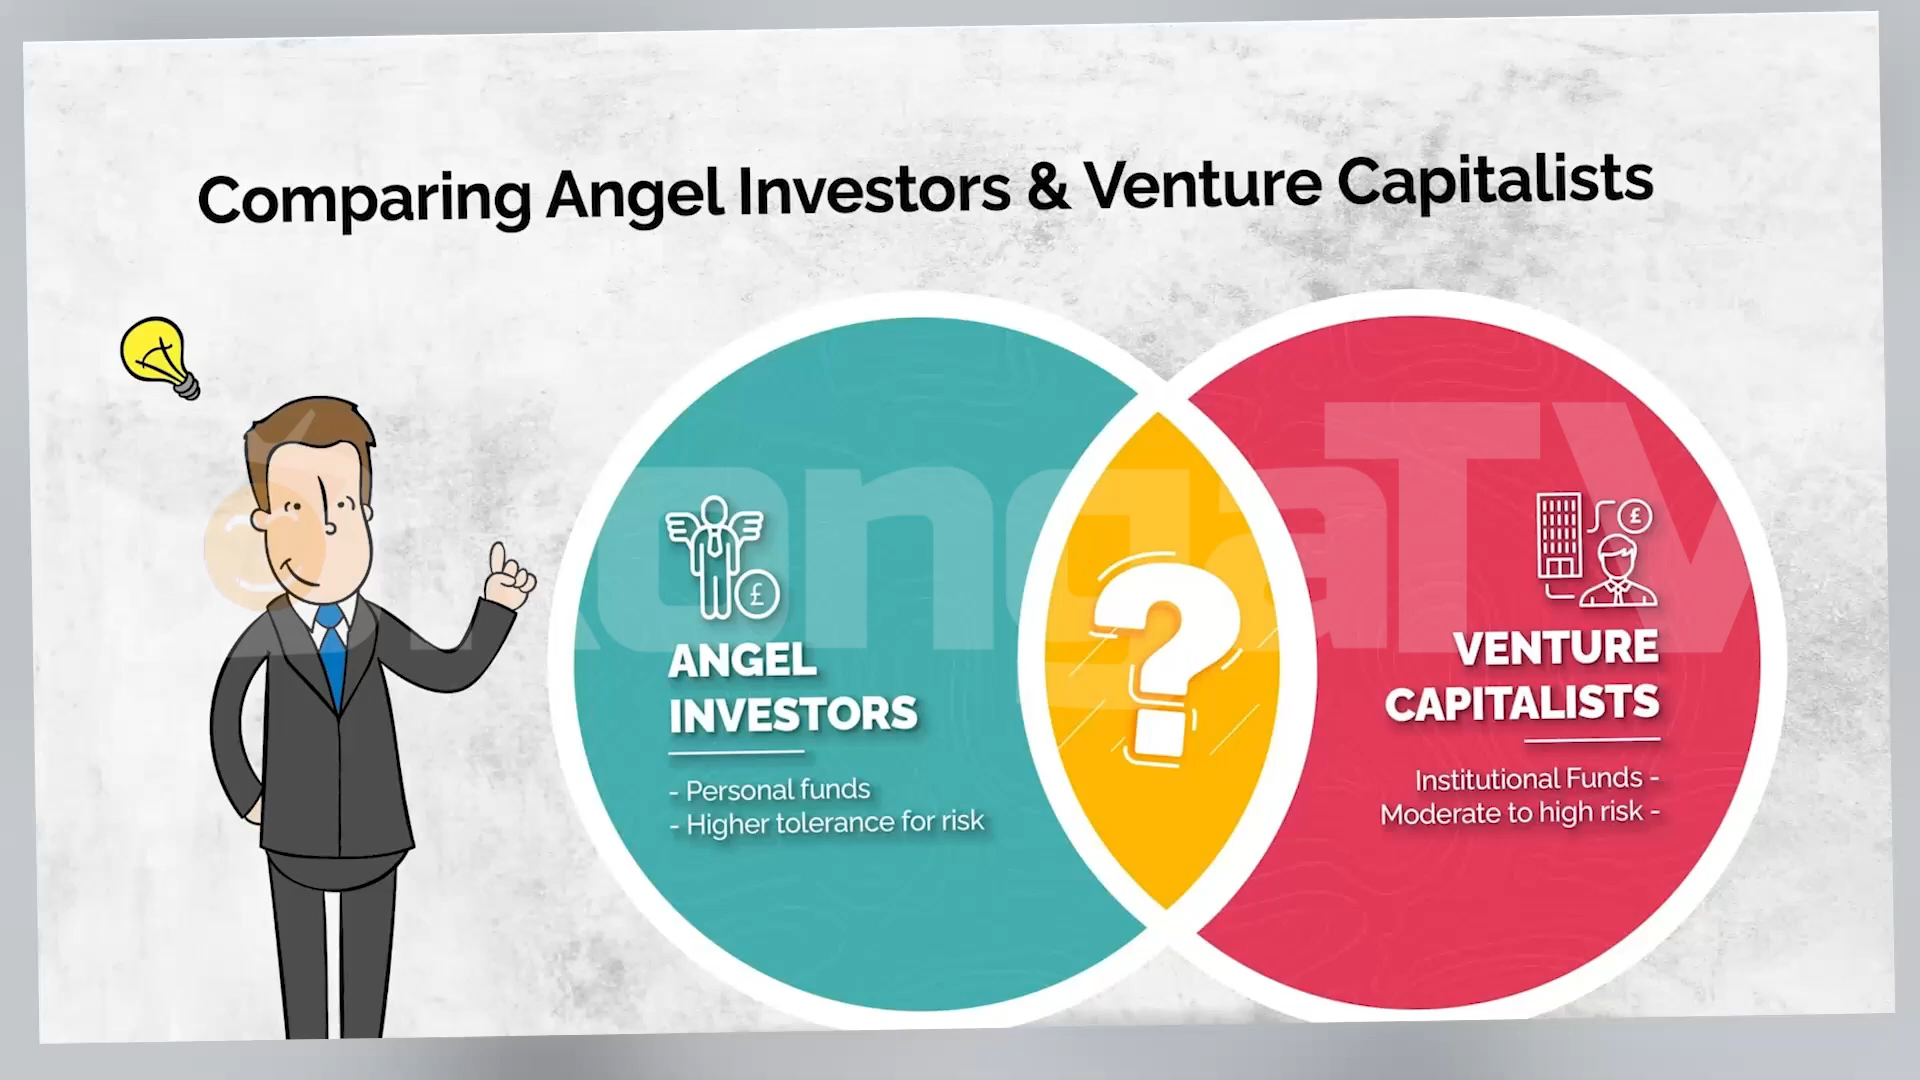 Comparing Angel Investors & Venture Capitalists
ANGEL
INVESTORS
- Personal funds
- Higher tolerance for risk
?
£
£
VENTURE
CAPITALISTS
Institutional Funds -
Moderate to high risk -